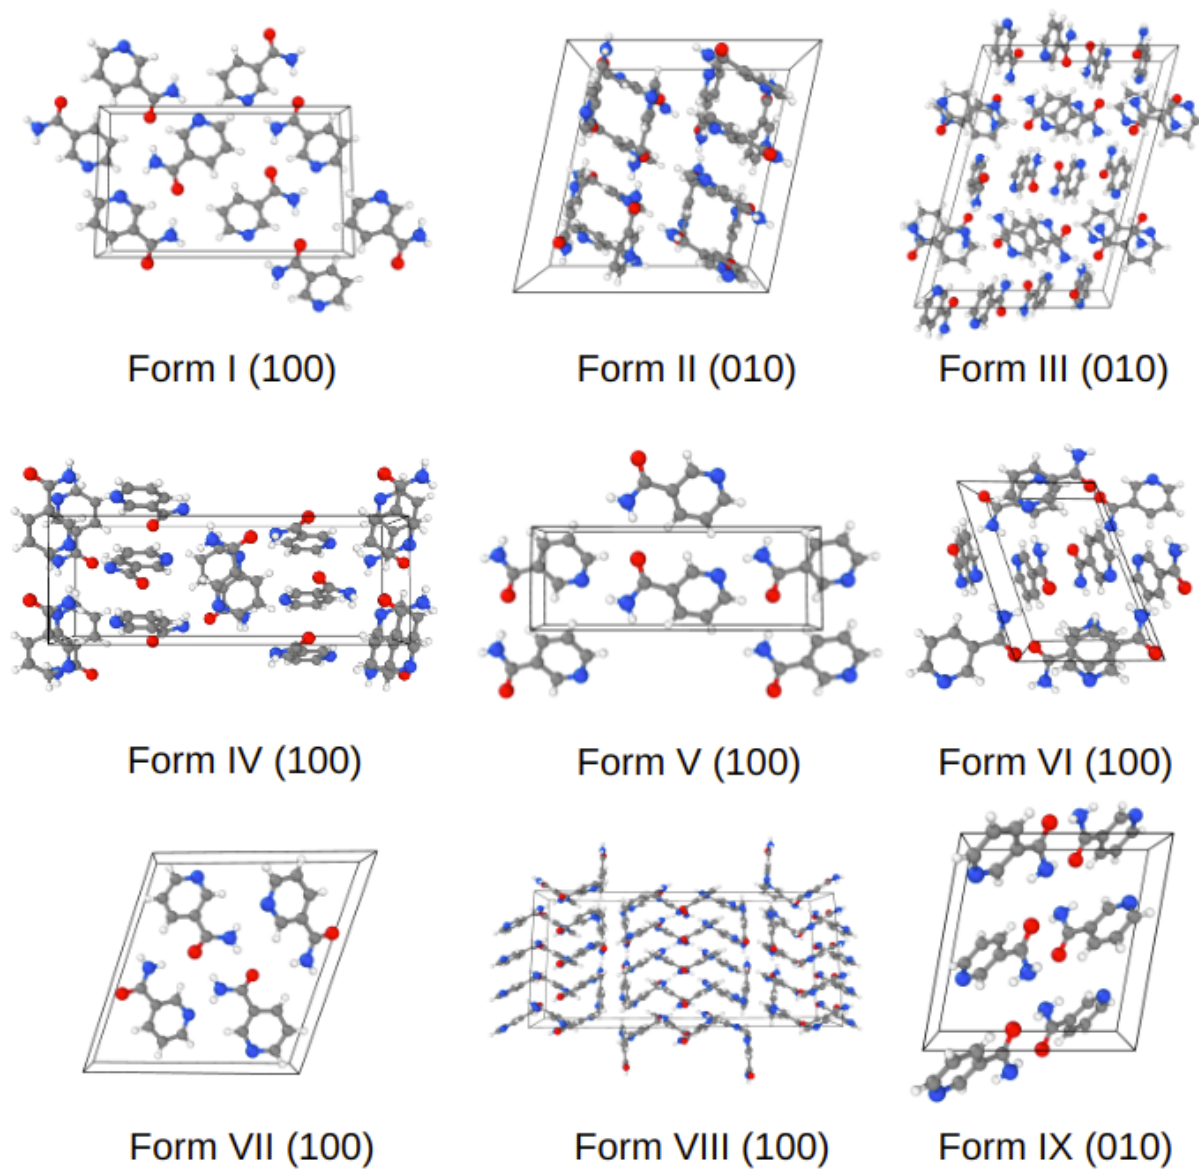 Form I (100)
Form II (010)
Form III (010)
Form IV (100)
Form V (100)
Form VI (100)
Form VII (100)
Form VIII (100)
Form IX (010)